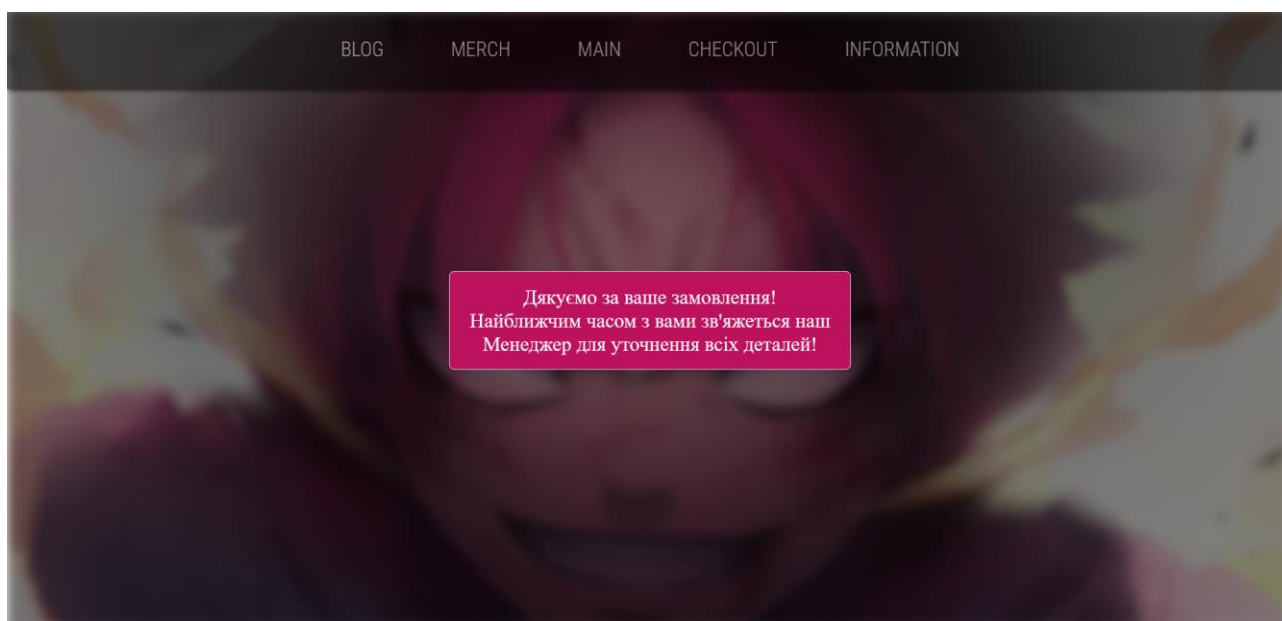 BLOG MERCH MAIN CHECKOUT INFORMATION
Дякуємо за ваше замовлення!
Найближчим часом з вами зв'яжеться наш
Менеджер для уточнення всіх деталей!